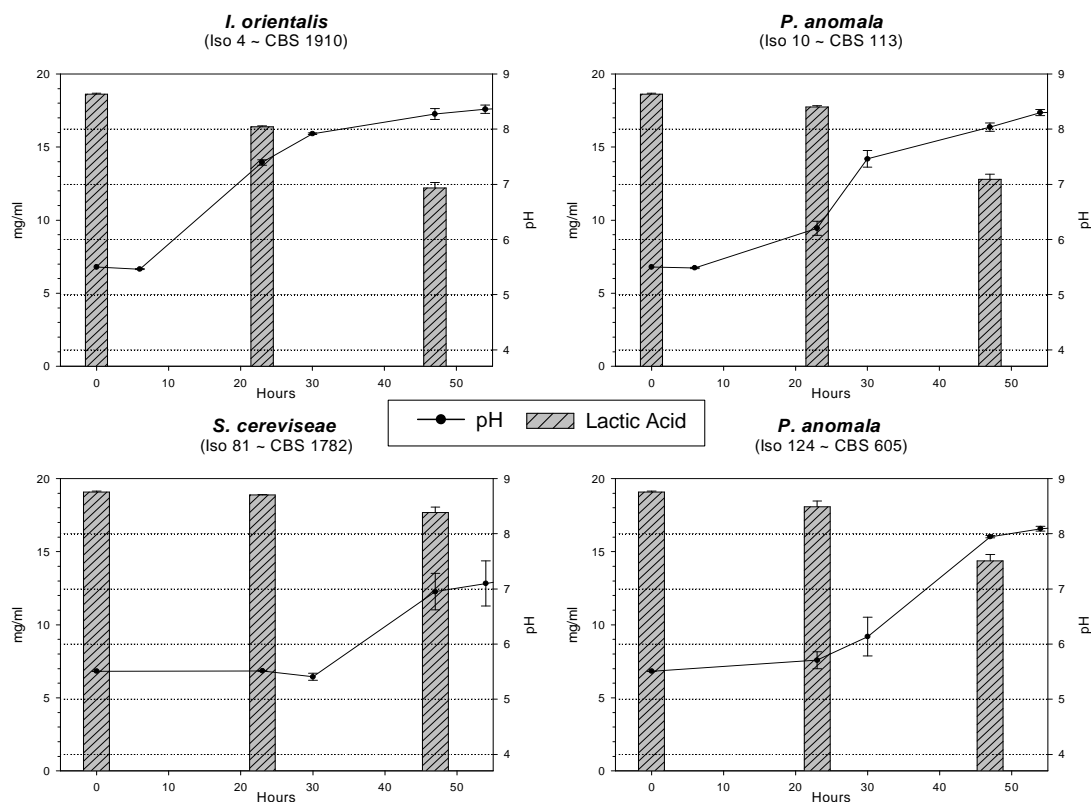 I. orientalis
(Iso 4 ~ CBS 1910)
20
15
10
5
0
mg/ml
9
8
7
6
5
4
pH
0 10 20 30 40 50
Hours
P. anomala
(Iso 10 ~ CBS 113)
20
15
10
5
0
mg/ml
9
8
7
6
5
4
pH
0 10 20 30 40 50
Hours
pH Lactic Acid
S. cereviseae
(Iso 81 ~ CBS 1782)
20
15
10
5
0
mg/ml
9
8
7
6
5
4
pH
0 10 20 30 40 50
Hours
P. anomala
(Iso 124 ~ CBS 605)
20
15
10
5
0
mg/ml
9
8
7
6
5
4
pH
0 10 20 30 40 50
Hours